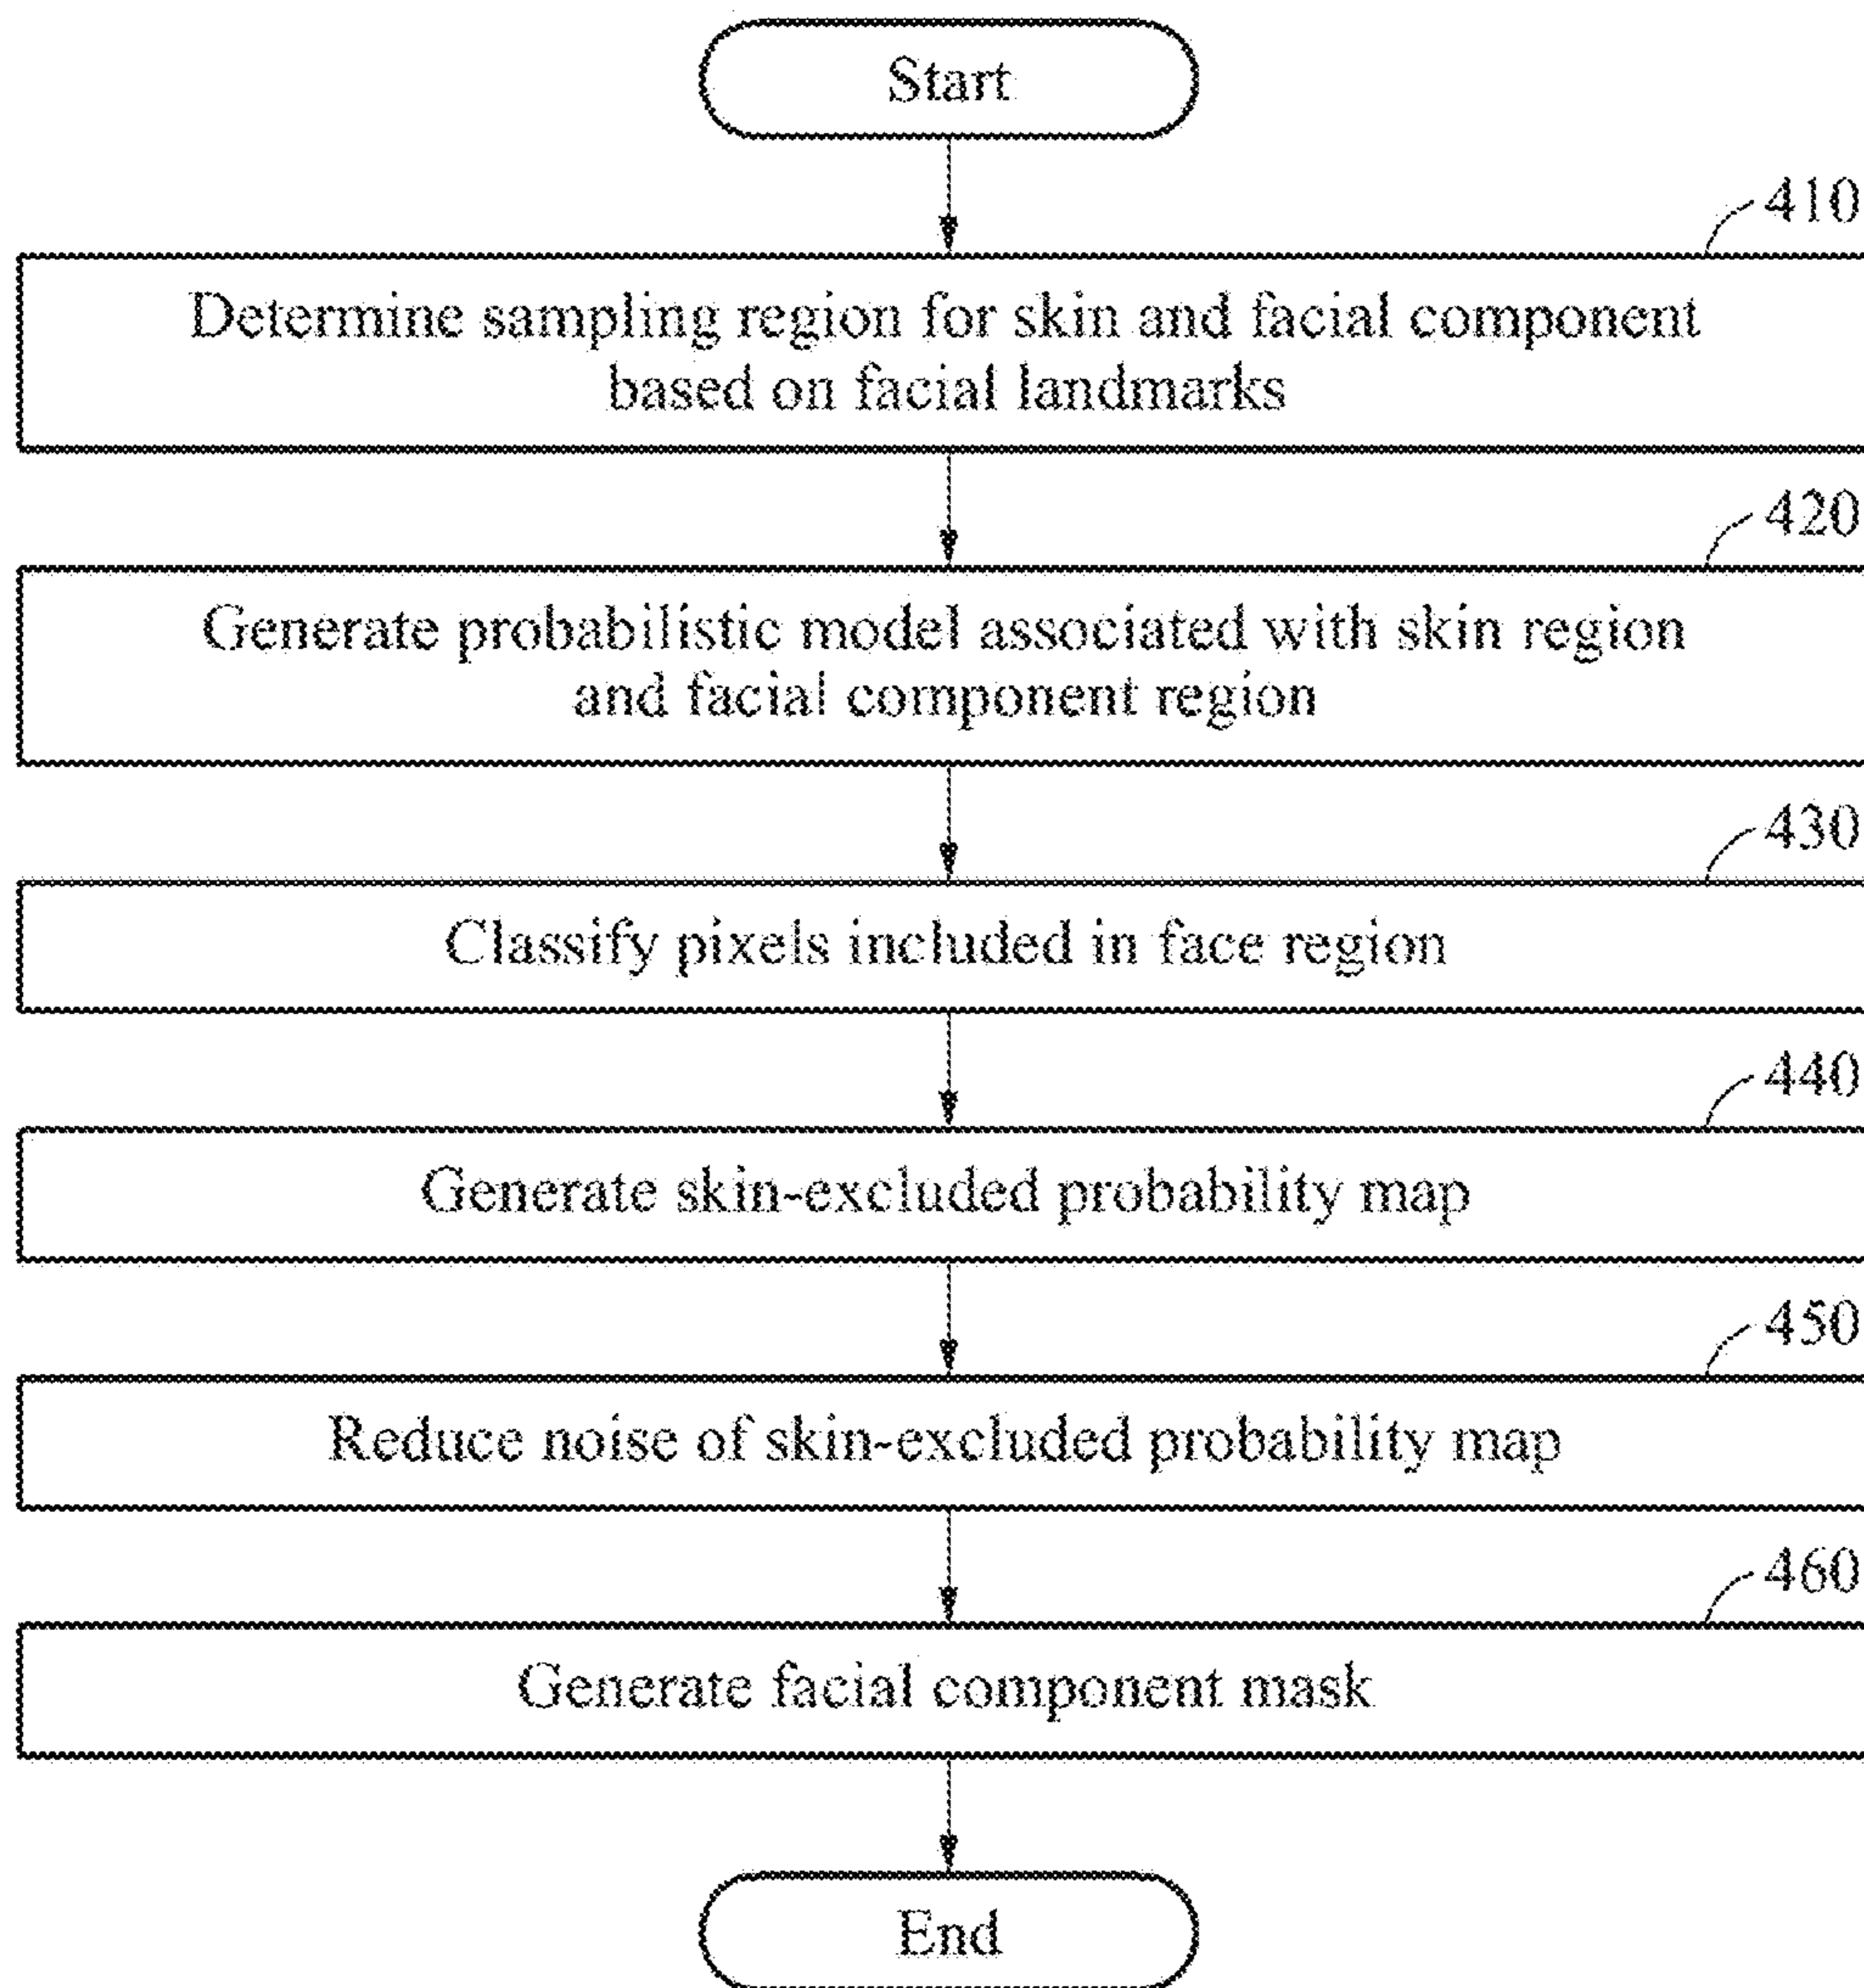 Start
410
Determine sampling region for skin and facial component
based on facial landmarks
420
Generate probabilistic model associated with skin region
and facial component region
430
Classify pixels included in face region
440
Generate skin-excluded probability map
450
Reduce noise of skin-excluded probability map
460
Generate facial component mask
End